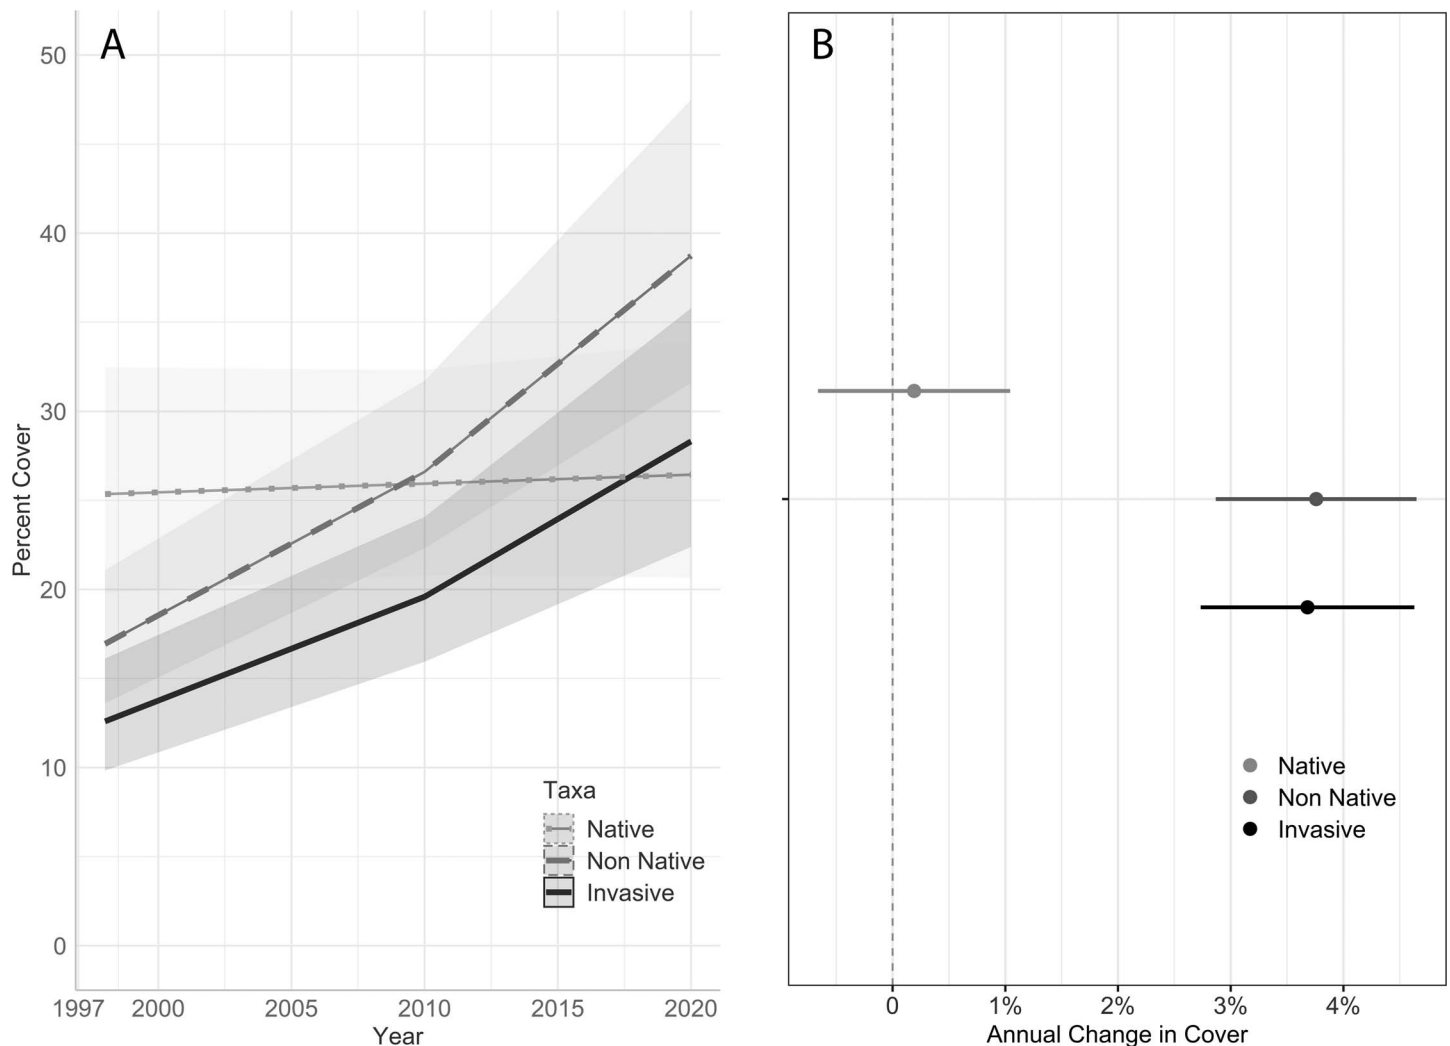 A
50
40
30
20
10
0
Percent Cover
Taxa
Native
Non Native
Invasive
1997 2000 2005 2010 2015 2020
Year
B
Native
Non Native
Invasive
0 1% 2% 3% 4%
Annual Change in Cover